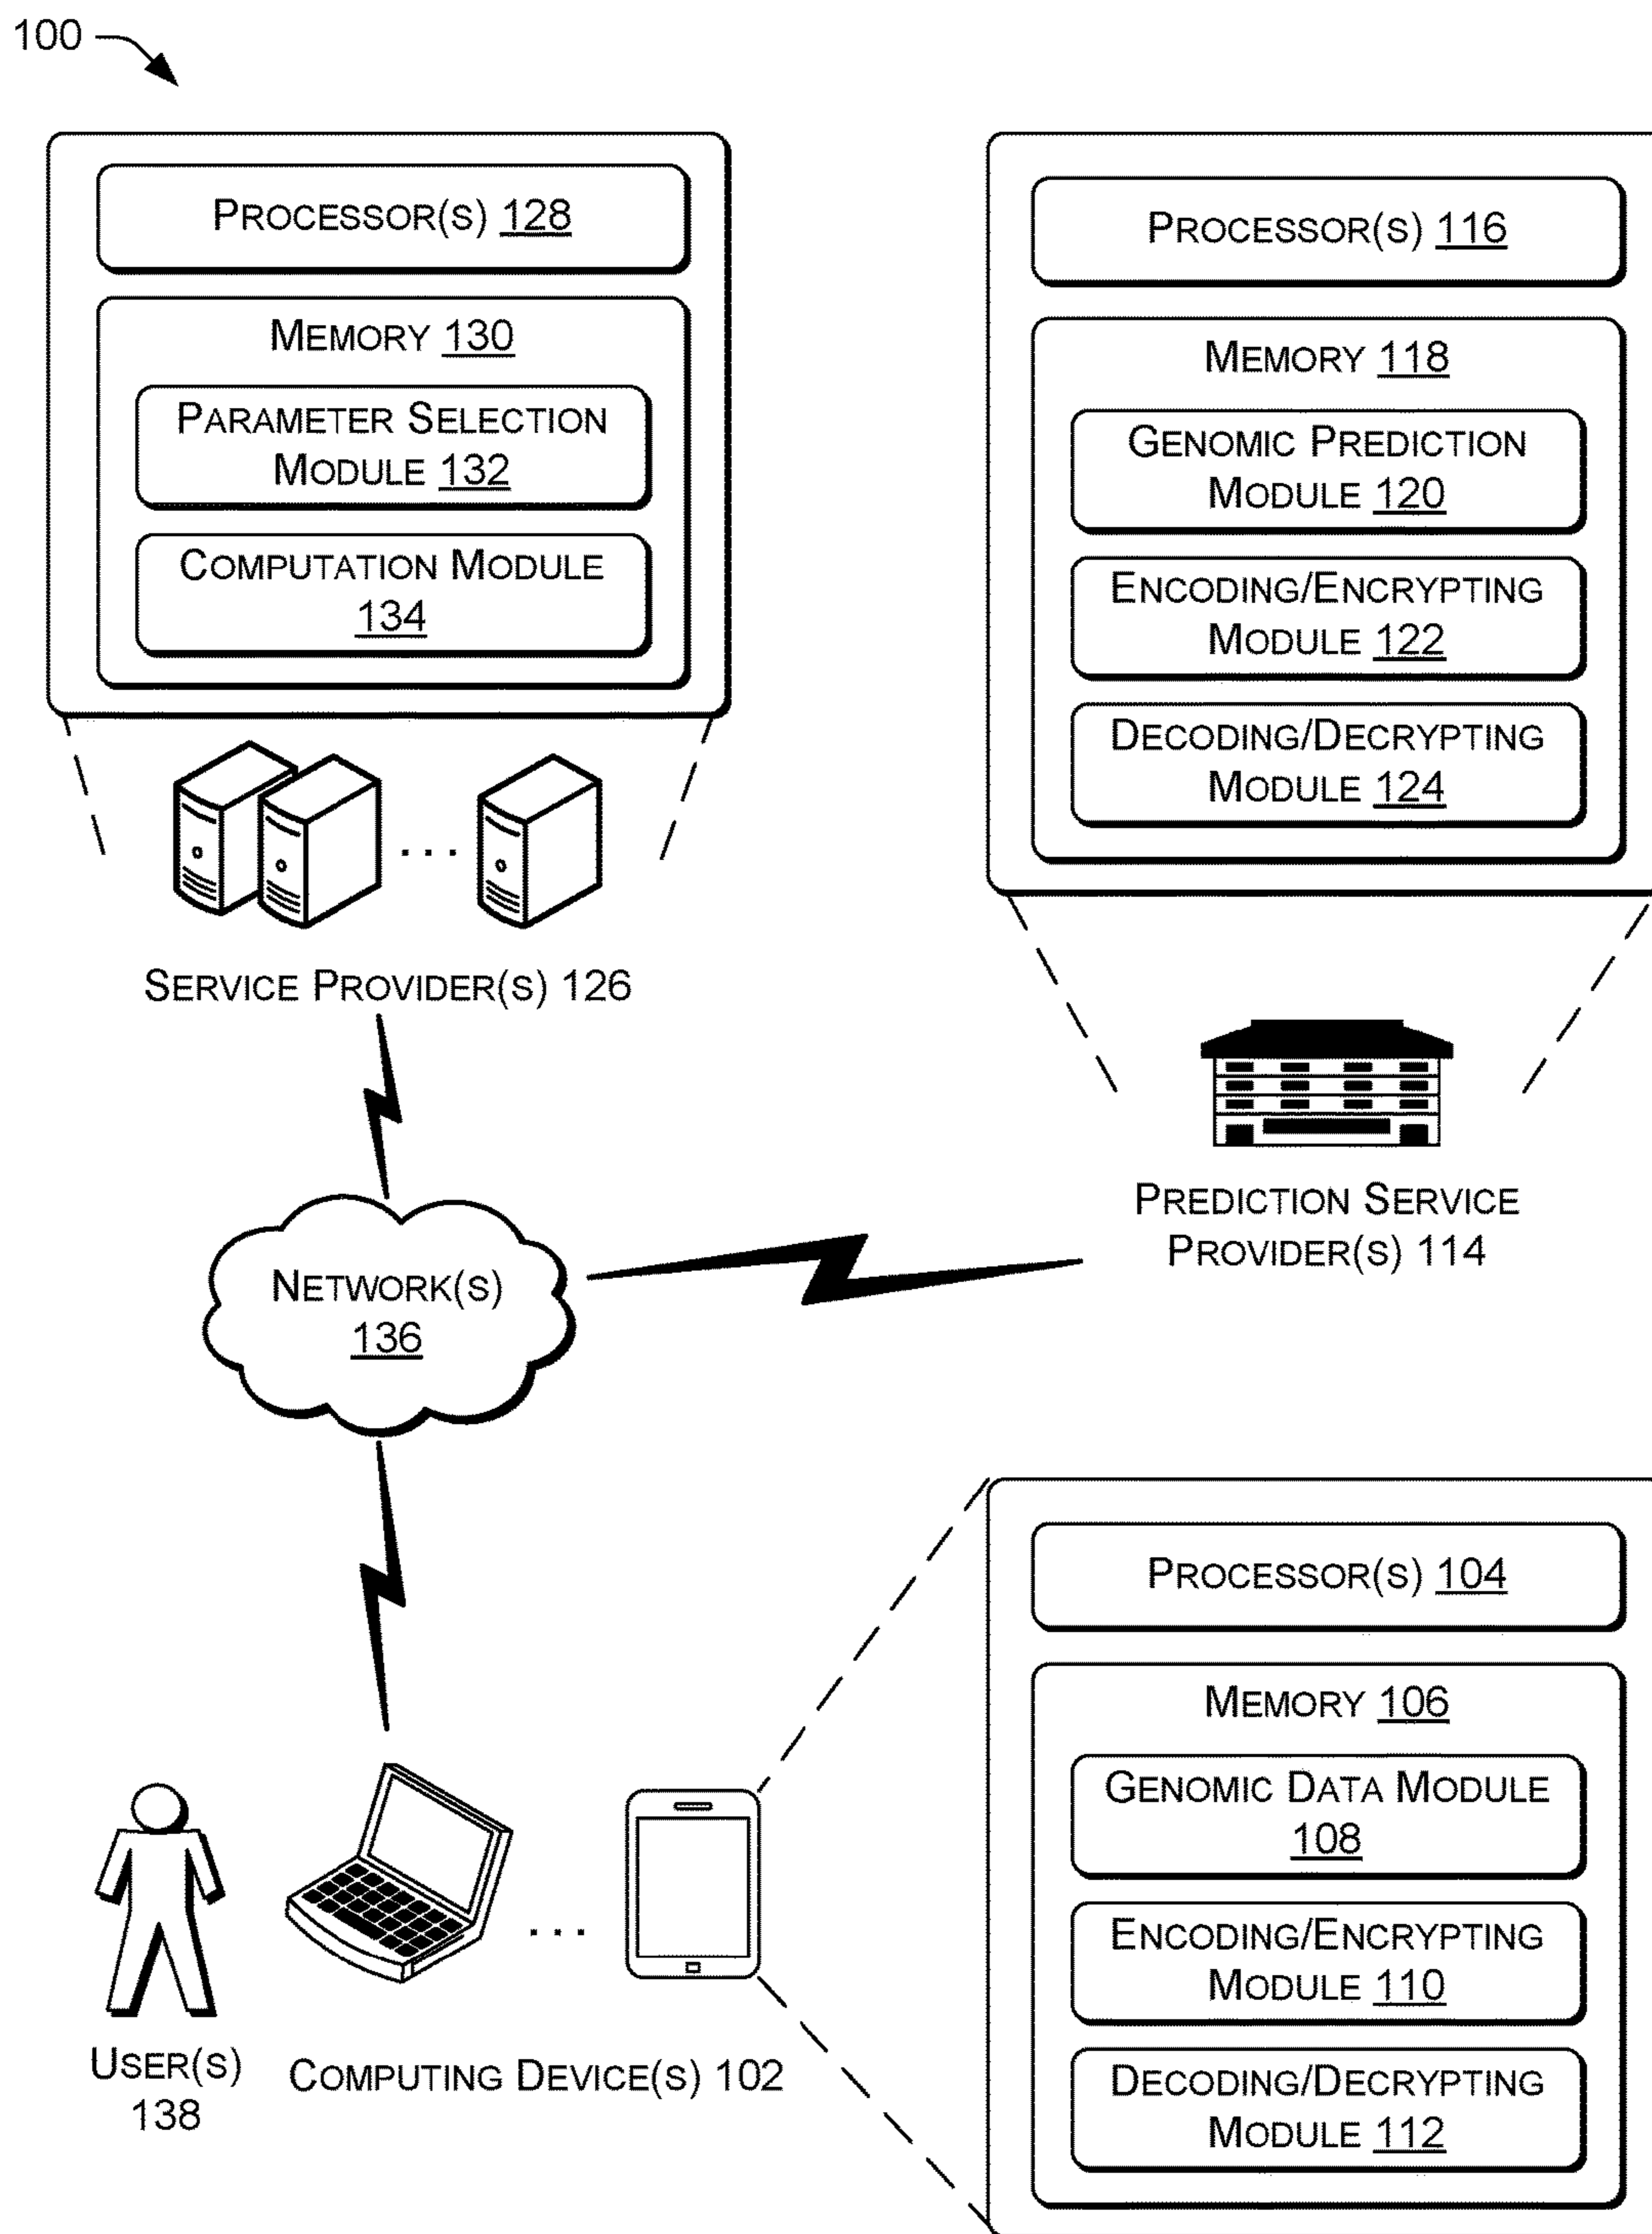 100
PROCESSOR(S) 128
MEMORY 130
PARAMETER SELECTION
MODULE 132
COMPUTATION MODULE
134
SERVICE PROVIDER(S) 126
PROCESSOR(S) 116
MEMORY 118
GENOMIC PREDICTION
MODULE 120
ENCODING/ENCRYPTING
MODULE 122
DECODING/DECRYPTING
MODULE 124
PREDICTION SERVICE
PROVIDER(S) 114
NETWORK(S)
136
PROCESSOR(S) 104
MEMORY 106
GENOMIC DATA MODULE
108
ENCODING/ENCRYPTING
MODULE 110
DECODING/DECRYPTING
MODULE 112
...
...
USER(S)
138
COMPUTING DEVICE(S) 102